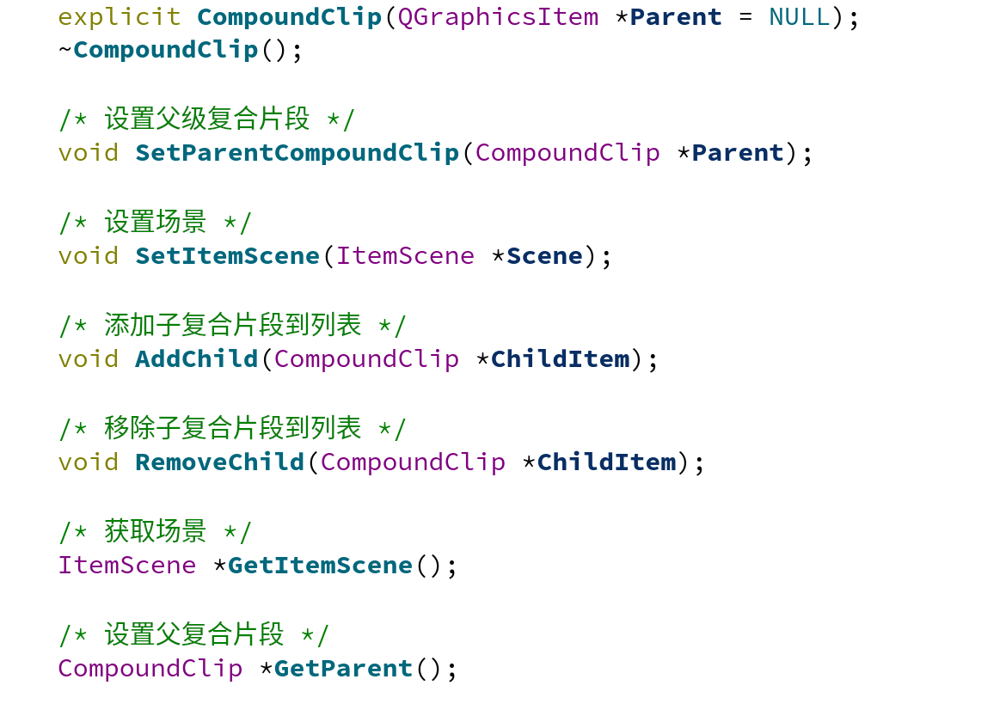 explicit CompoundClip(QGraphicsItem *Parent = NULL);
~CompoundClip();
/* 设置父级复合片段 */
void SetParentCompoundClip(CompoundClip *Parent);
/* 设置场景 */
void SetItemScene(ItemScene *Scene);
/* 添加子复合片段到列表 */
void AddChild(CompoundClip *ChildItem);
/* 移除子复合片段到列表 */
void RemoveChild(CompoundClip *ChildItem);
/* 获取场景 */
ItemScene *GetItemScene();
/* 设置父复合片段 */
CompoundClip *GetParent();